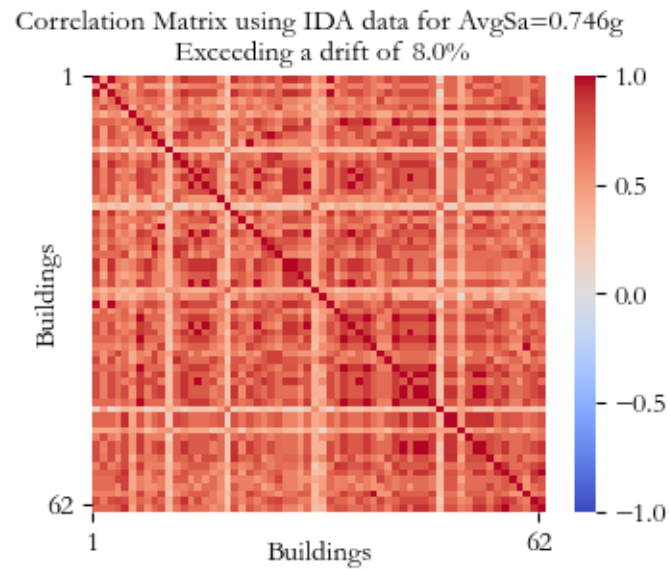 Correlation Matrix using IDA data for AvgSa=0.746g
Exceeding a drift of 8.0%
1
62
Buildings
1
62
Buildings
1.0
0.5
0.0
−0.5
−1.0